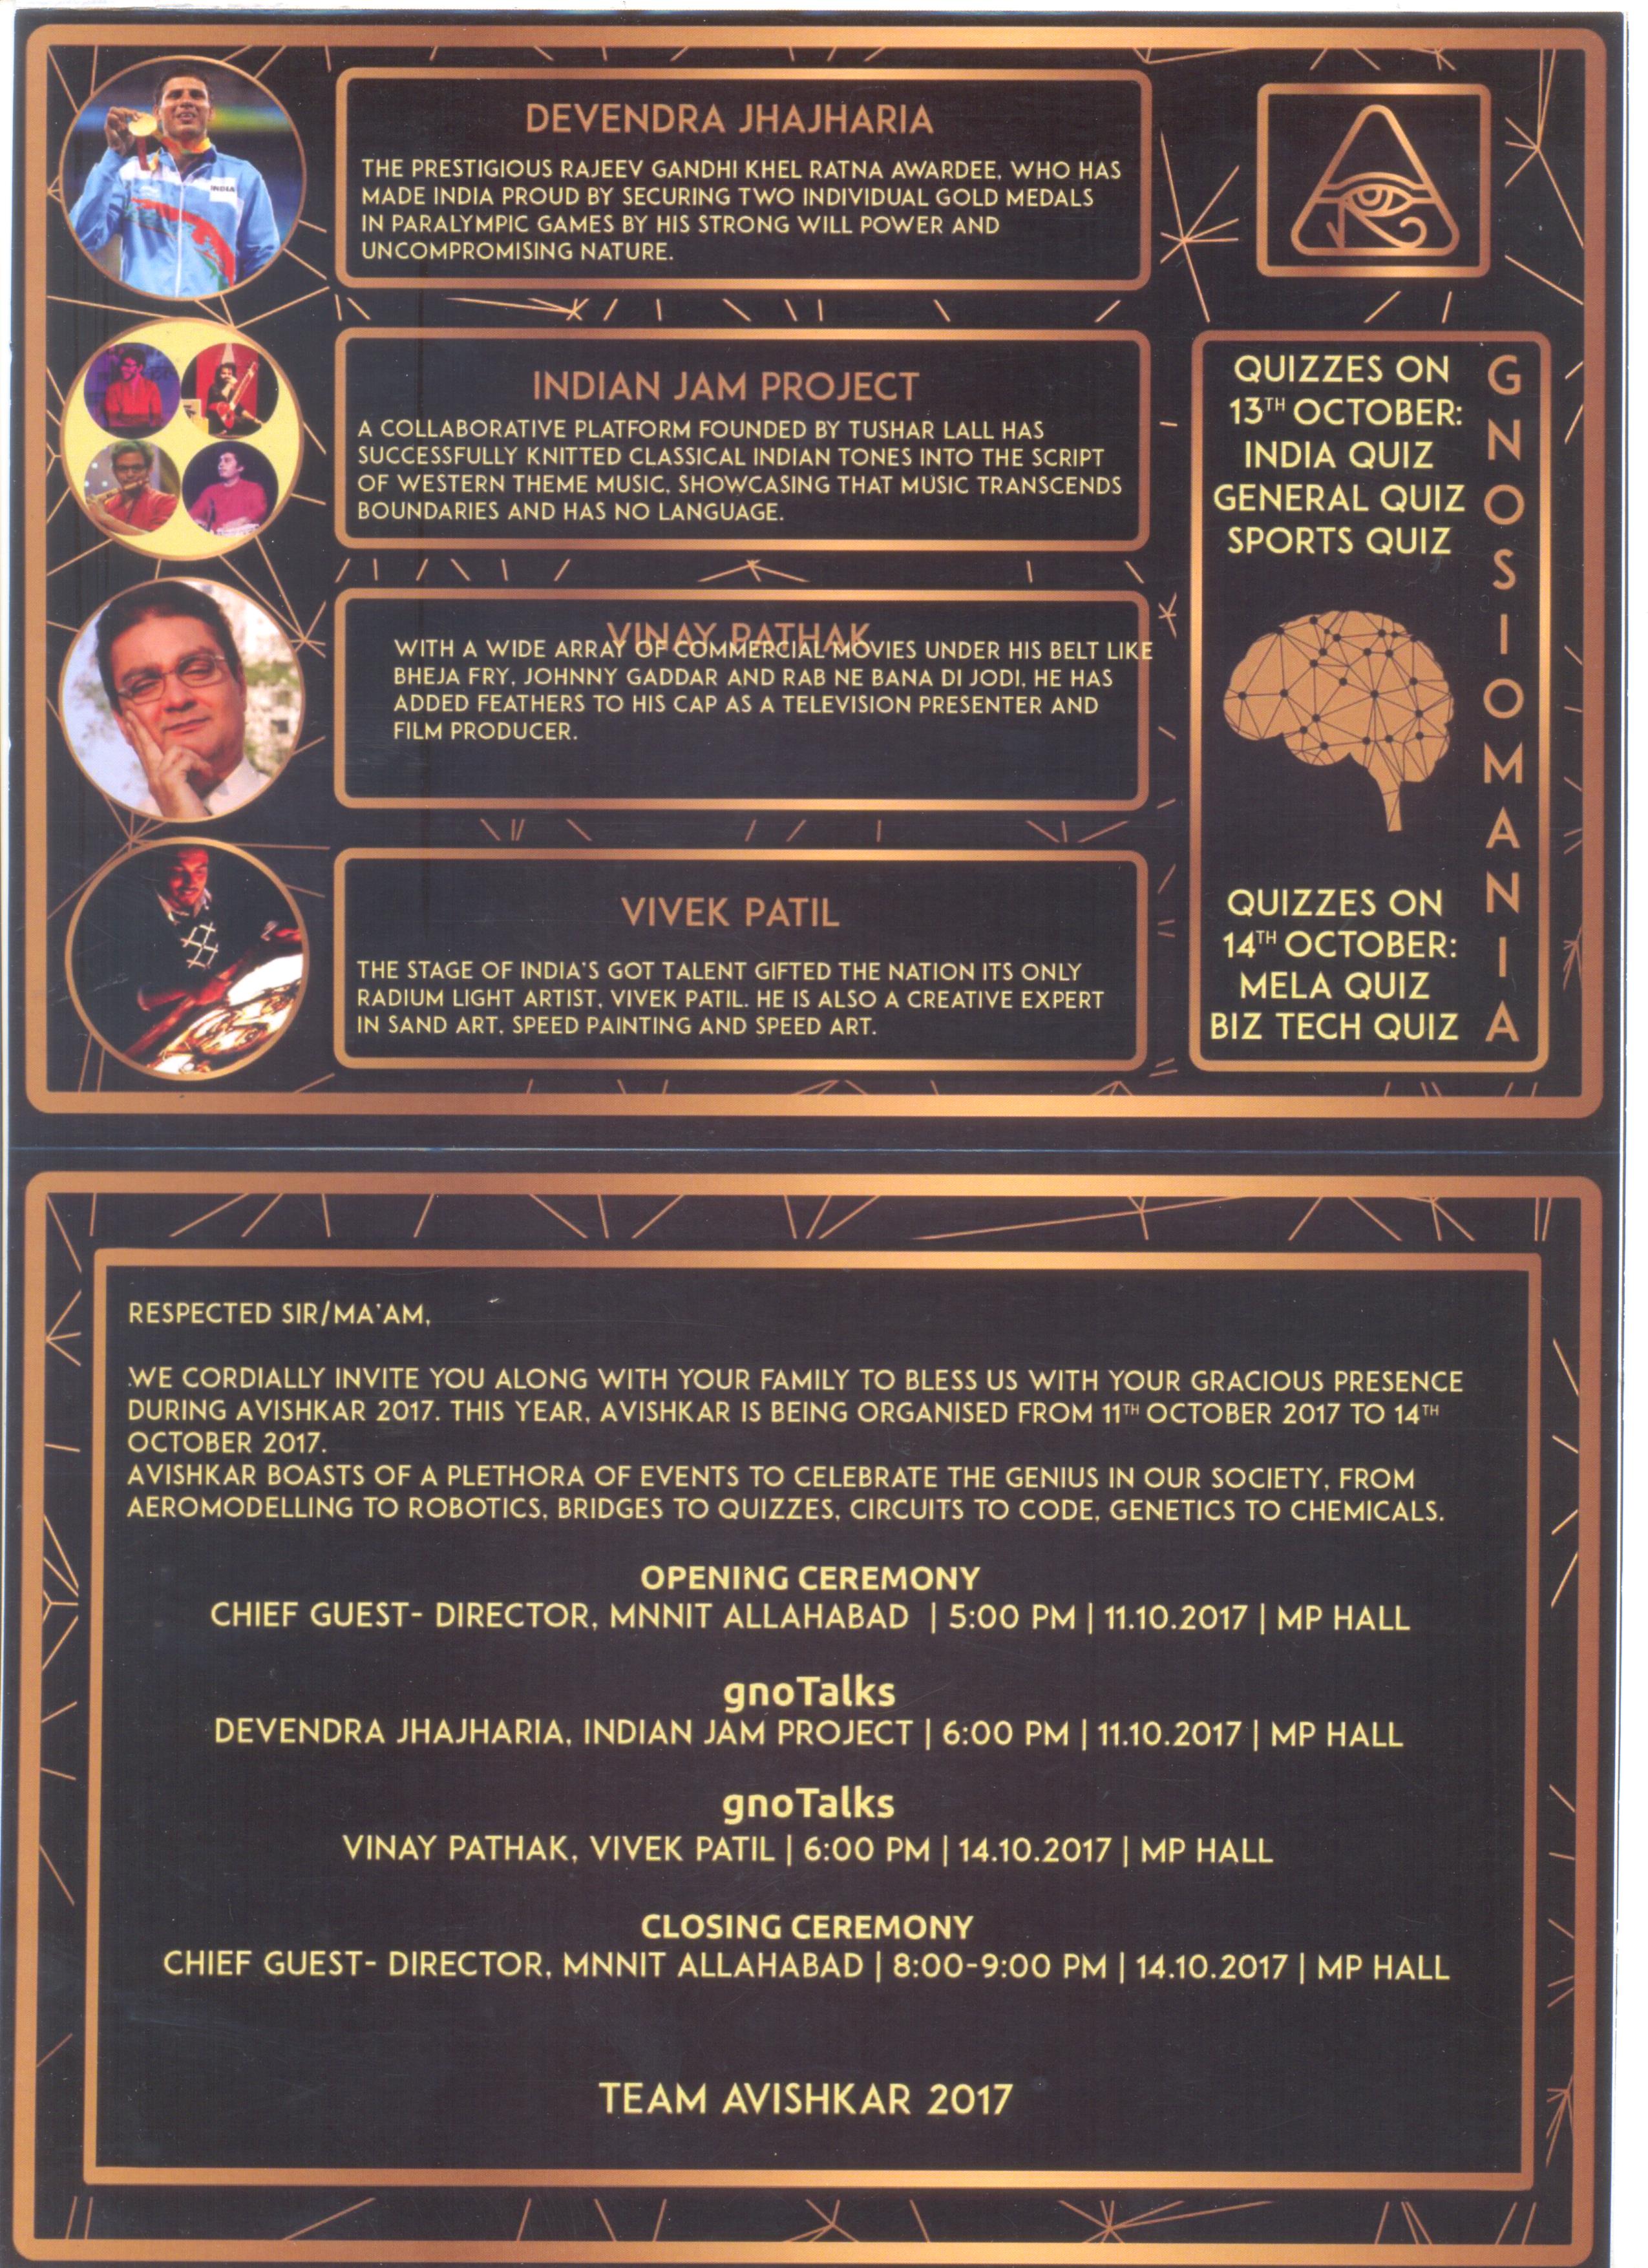 DEVENDRA JHAJHARIA
THE PRESTIGIOUS RAJEEV GANDHI KHEL RATNA AWARDEE, WHO HAS
MADE INDIA PROUD BY SECURING TWO INDIVIDUAL GOLD MEDALS
IN PARALYMPIC GAMES BY HIS STRONG WILL POWER AND
UNCOMPROMISING NATURE.
INDIA
INDIAN JAM PROJECT
A COLLABORATIVE PLATFORM FOUNDED BY TUSHAR LALL HAS
SUCCESSFULLY KNITTED CLASSICAL INDIAN TONES INTO THE SCRIPT
OF WESTERN THEME MUSIC, SHOWCASING THAT MUSIC TRANSCENDS
BOUNDARIES AND HAS NO LANGUAGE.
VINAY PATHAK
WITH A WIDE ARRAY OF COMMERCIAL MOVIES UNDER HIS BELT LIKE
BHEJA FRY, JOHNNY GADDAR AND RAB NE BANA DI JODI, HE HAS
ADDED FEATHERS TO HIS CAP AS A TELEVISION PRESENTER AND
FILM PRODUCER.
VIVEK PATIL
THE STAGE OF INDIA'S GOT TALENT GIFTED THE NATION ITS ONLY
RADIUM LIGHT ARTIST, VIVEK PATIL. HE IS ALSO A CREATIVE EXPERT
IN SAND ART, SPEED PAINTING AND SPEED ART.
QUIZZES ON
13TH OCTOBER:
INDIA QUIZ
GENERAL QUIZ
SPORTS QUIZ
QUIZZES ON
14TH OCTOBER:
MELA QUIZ
BIZ TECH QUIZ
GNOSIOMANIA
RESPECTED SIR/MA'AM,
WE CORDIALLY INVITE YOU ALONG WITH YOUR FAMILY TO BLESS US WITH YOUR GRACIOUS PRESENCE
DURING AVISHKAR 2017. THIS YEAR, AVISHKAR IS BEING ORGANISED FROM 11TH OCTOBER 2017 TO 14TH
OCTOBER 2017.
AVISHKAR BOASTS OF A PLETHORA OF EVENTS TO CELEBRATE THE GENIUS IN OUR SOCIETY, FROM
AEROMODELLING TO ROBOTICS, BRIDGES TO QUIZZES, CIRCUITS TO CODE, GENETICS TO CHEMICALS.
OPENING CEREMONY
CHIEF GUEST- DIRECTOR, MNNIT ALLAHABAD | 5:00 PM | 11.10.2017 | MP HALL
gnoTalks
DEVENDRA JHAJHARIA, INDIAN JAM PROJECT | 6:00 PM | 11.10.2017 | MP HALL
gnoTalks
VINAY PATHAK, VIVEK PATIL | 6:00 PM | 14.10.2017 | MP HALL
CLOSING CEREMONY
CHIEF GUEST- DIRECTOR, MNNIT ALLAHABAD | 8:00-9:00 PM | 14.10.2017 | MP HALL
TEAM AVISHKAR 2017